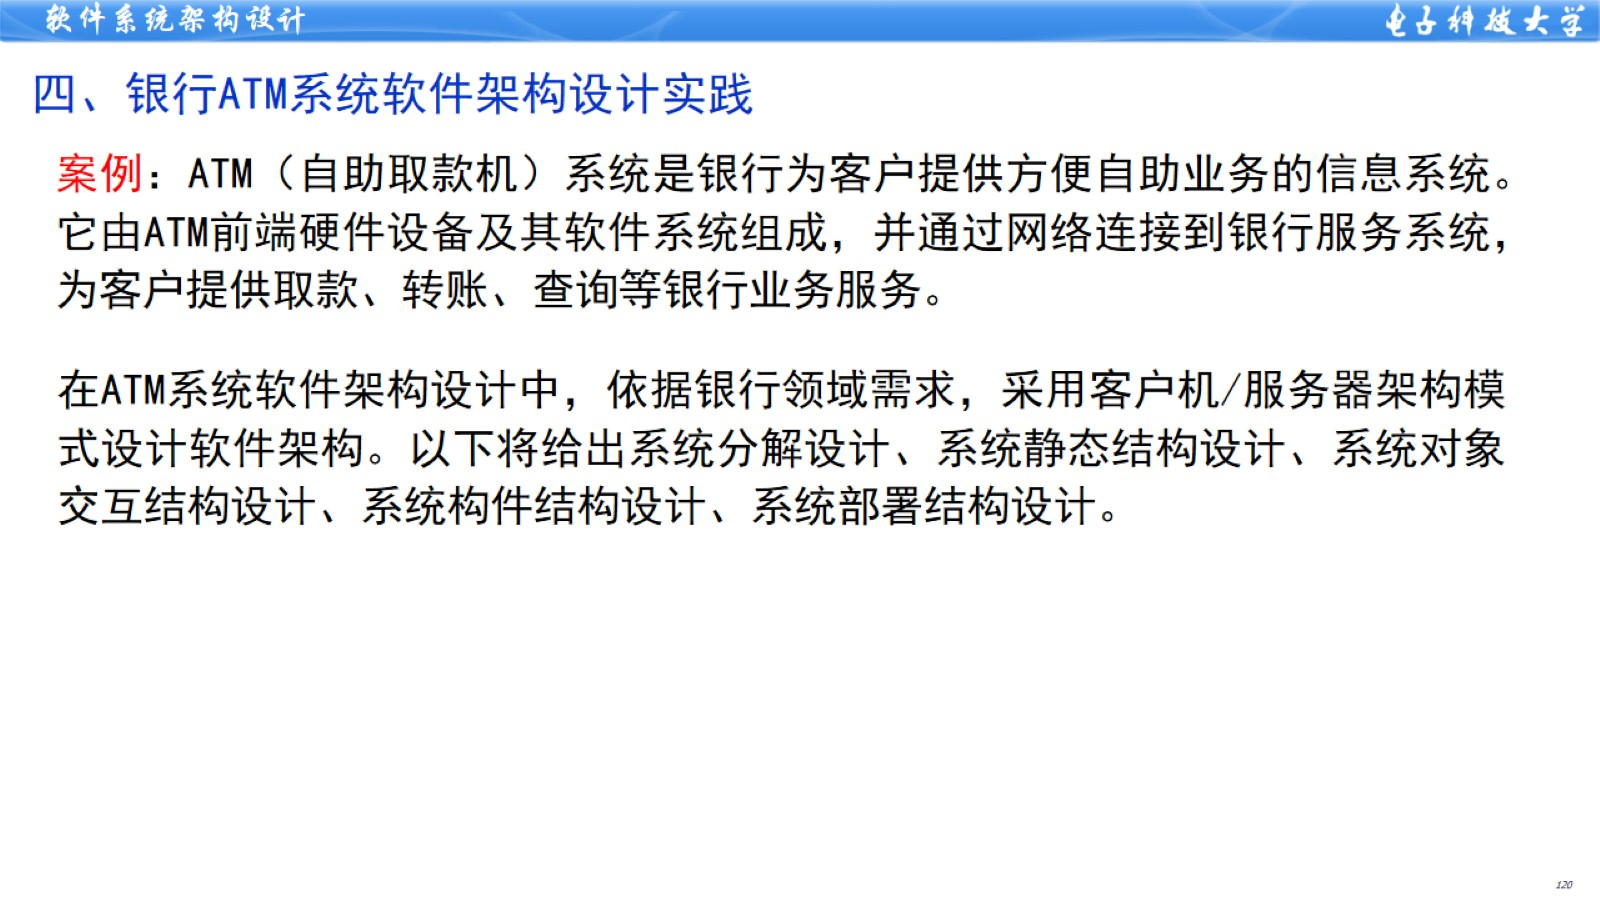 软件系统架构设计
电子科技大学
四、银行ATM系统软件架构设计实践
案例：ATM（自助取款机）系统是银行为客户提供方便自助业务的信息系统。
它由ATM前端硬件设备及其软件系统组成，并通过网络连接到银行服务系统，
为客户提供取款、转账、查询等银行业务服务。
在ATM系统软件架构设计中，依据银行领域需求，采用客户机/服务器架构模
式设计软件架构。以下将给出系统分解设计、系统静态结构设计、系统对象
交互结构设计、系统构件结构设计、系统部署结构设计。
120